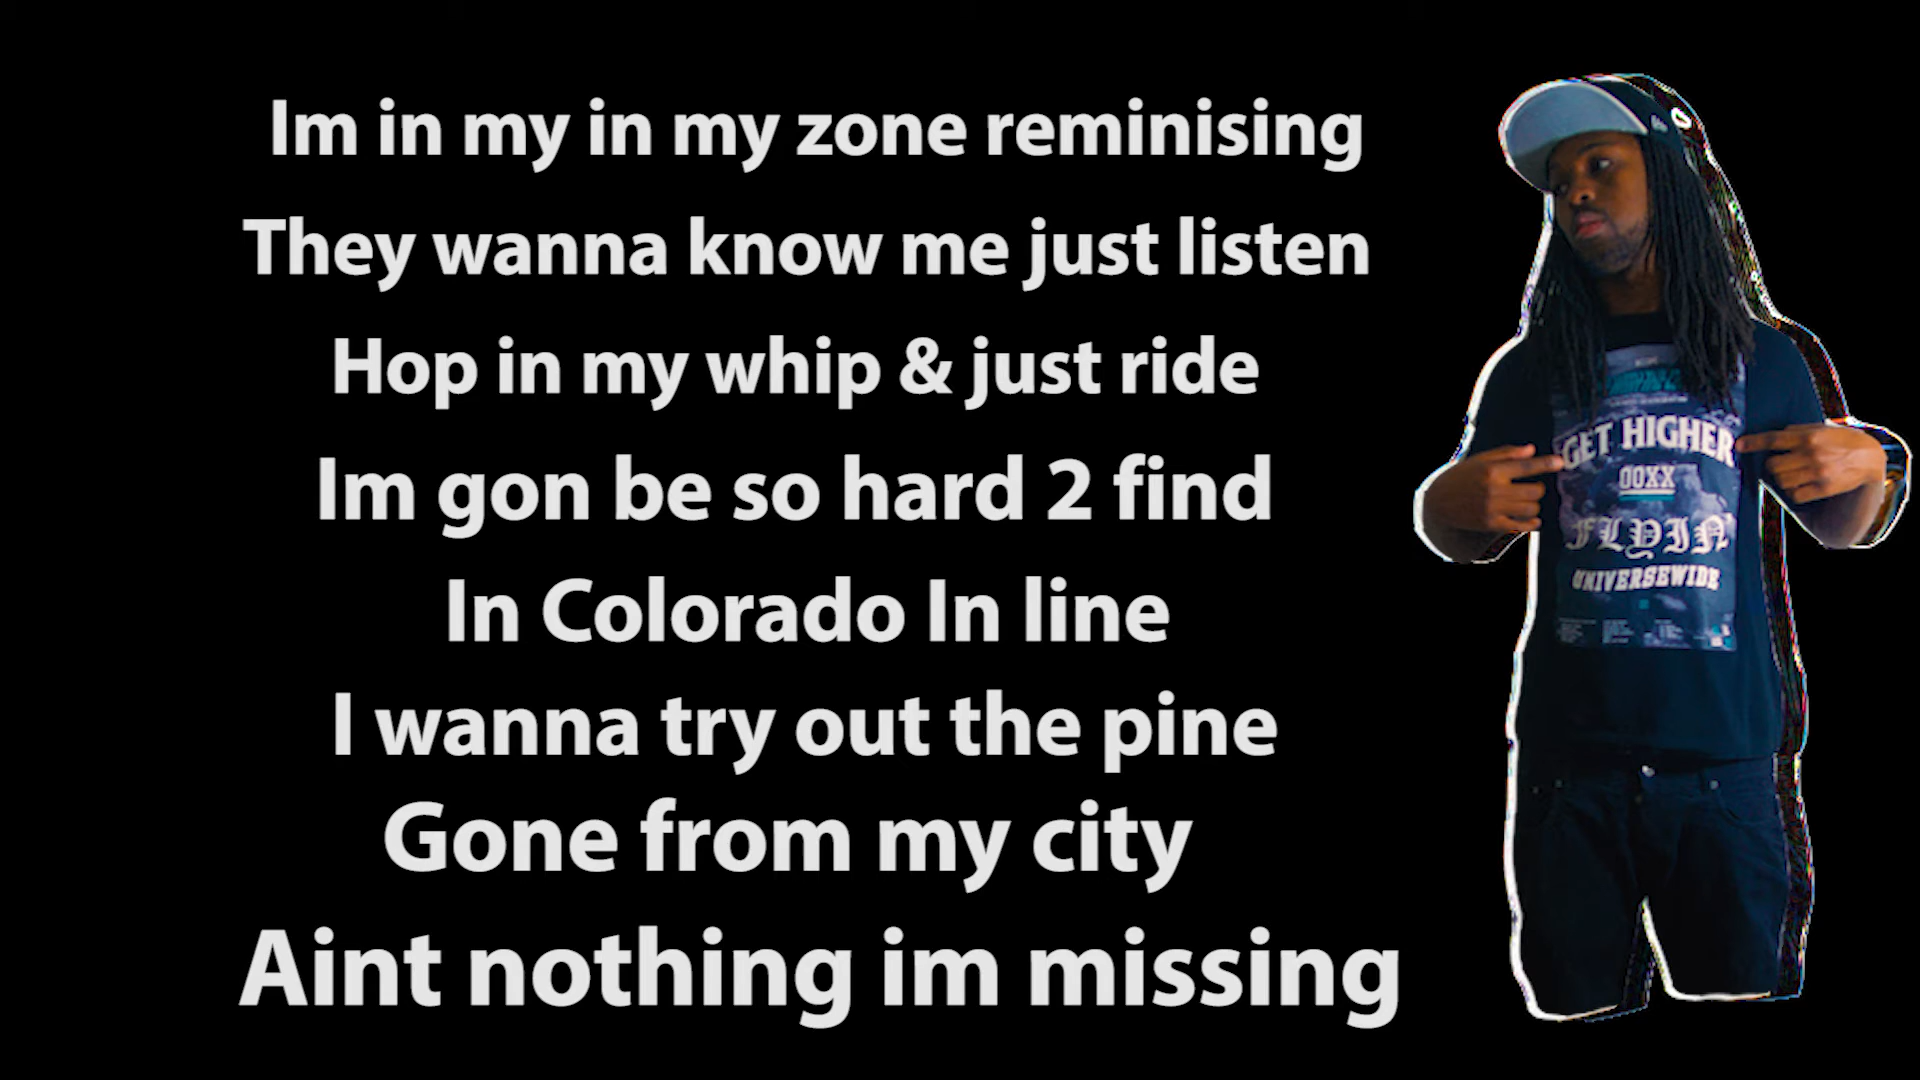 Im in my in my zone reminising
They wanna know me just listen
Hop in my whip & just ride
Im gon be so hard 2 find
In Colorado In line
I wanna try out the pine
Gone from my city
Aint nothing im missing
GET HIGHER
OOXX
FLYIN'
UNIVERSEWIDE